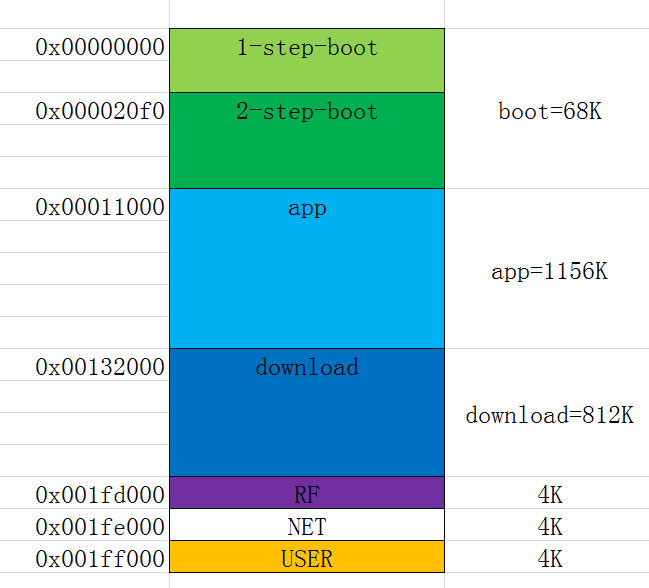 0x00000000 1-step-boot
0x000020f0 2-step-boot boot=68K
0x00011000 app
app=1156K
0x00132000 download
download=812K
0x001fd000 RF 4K
0x001fe000 NET 4K
0x001ff000 USER 4K